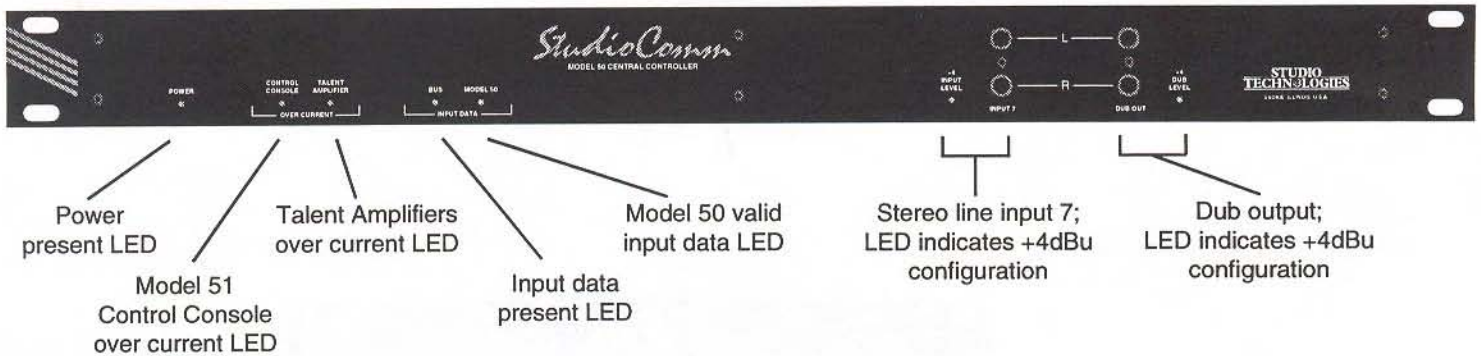 StudioComm
MODEL 50 CENTRAL CONTROLLER
POWER
CONTROL CONSOLE
TALENT AMPLIFIER
OVER CURRENT
BUS
MODEL 50
INPUT DATA
+4 INPUT LEVEL
L
R
INPUT 7
DUB OUT
+4 DUB LEVEL
STUDIO
TECHNOLOGIES
ILLINOIS USA
Power
present LED
Model 51
Control Console
over current LED
Talent Amplifiers
over current LED
Input data
present LED
Model 50 valid
input data LED
Stereo line input 7;
LED indicates +4dBu
configuration
Dub output;
LED indicates +4dBu
configuration